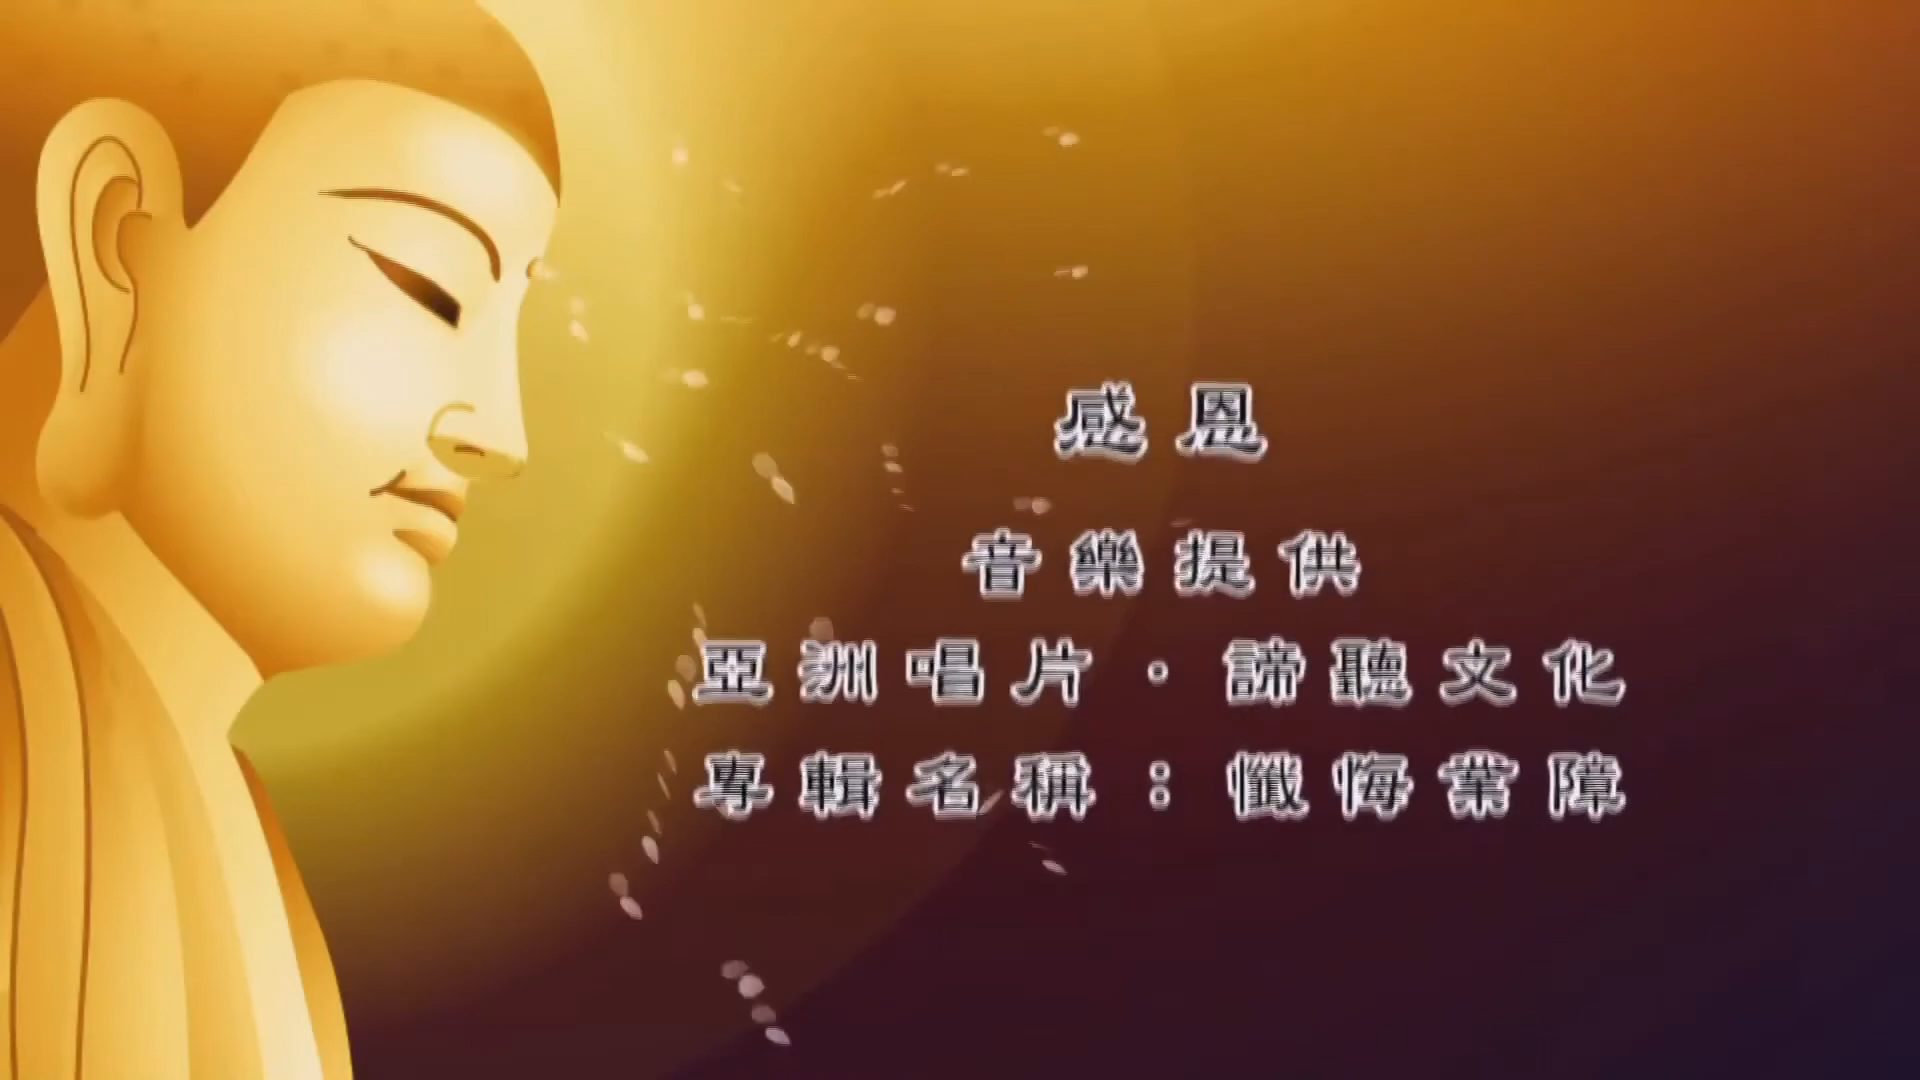 感恩
音樂提供
亞洲唱片·諦聽文化
專輯名稱：懺悔業障